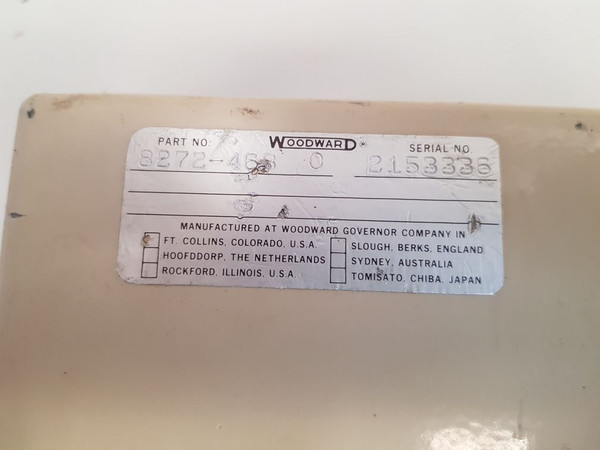 PART NO. WOODWARD® SERIAL NO.
0 2153336
MANUFACTURED AT WOODWARD GOVERNOR COMPANY IN
FT. COLLINS, COLORADO, U.S.A. SLOUGH, BERKS, ENGLAND
HOOFDDORP, THE NETHERLANDS SYDNEY, AUSTRALIA
ROCKFORD, ILLINOIS, U.S.A. TOMISATO, CHIBA, JAPAN